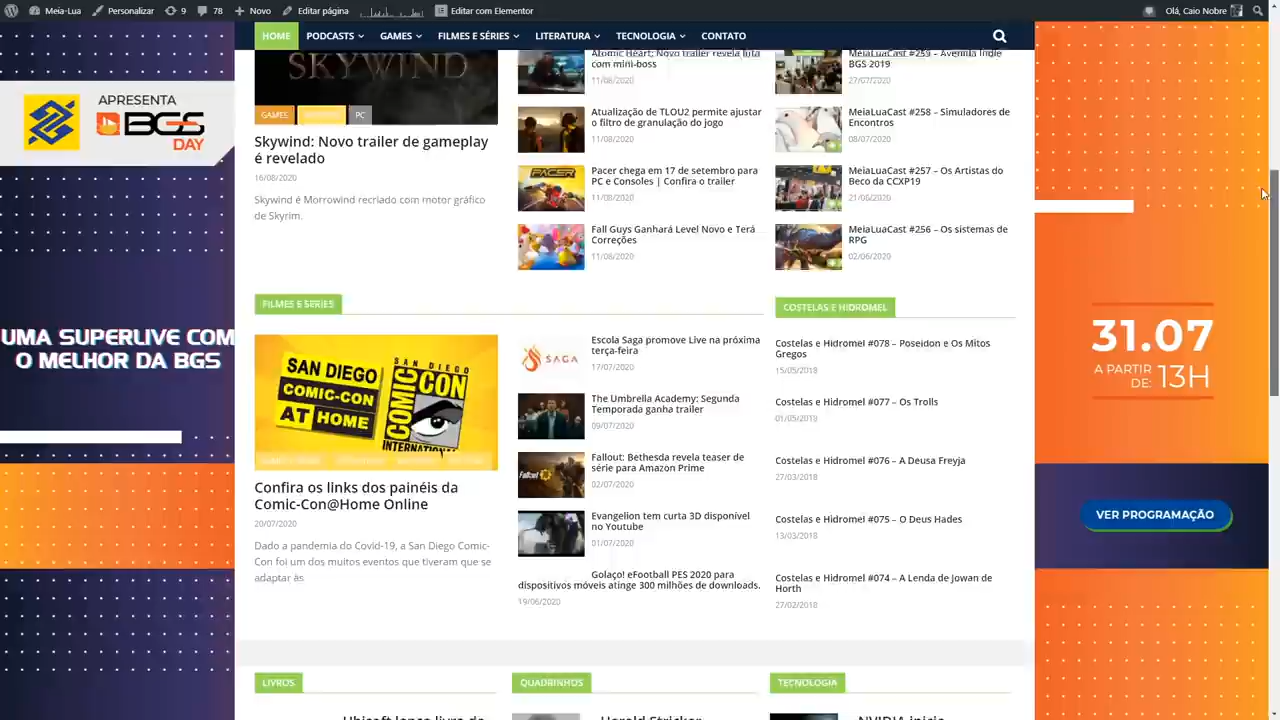 Meia-Lua
Personalizar
9
0
Novo
Editar Página
Editar com Elementor
Olá, Caio Nobre
HOME
PODCASTS
GAMES
FILMES E SÉRIES
LITERATURA
TECNOLOGIA
CONTATO
APRESENTA
BGS
DAY
UMA SUPERLIVE COM
O MELHOR DA BGS
SKYWIND
GAMES
PC
Skywind: Novo trailer de gameplay
é revelado
16/08/2020
Skywind é Morrowind recriado com motor gráfico
de Skyrim.
Atomic Heart: Novo trailer revela luta
com mini-boss
11/08/2020
Atualização de TLOU2 permite ajustar
o filtro de granulação do jogo
11/08/2020
PACER
Pacer chega em 17 de setembro para
PC e Consoles | Confira o trailer
11/08/2020
Fall Guys Ganhará Level Novo e Terá
Correções
11/08/2020
MeiaLuaCast #259 – Avenida Indie
BGS 2019
27/07/2020
MeiaLuaCast #258 – Simuladores de
Encontros
08/07/2020
MeiaLuaCast #257 – Os Artistas do
Beco da CCXP19
21/06/2020
MeiaLuaCast #256 – Os sistemas de
RPG
02/06/2020
FILMES E SÉRIES
SAN DIEGO
COMIC-CON
AT HOME
SAN DIEGO
COMIC
CON
INTERNATIONAL
Confira os links dos painéis da
Comic-Con@Home Online
20/07/2020
Dado a pandemia do Covid-19, a San Diego Comic-
Con foi um dos muitos eventos que tiveram que se
adaptar às
SAGA
Escola Saga promove Live na próxima
terça-feira
17/07/2020
The Umbrella Academy: Segunda
Temporada ganha trailer
09/07/2020
Fallout
Fallout: Bethesda revela teaser de
série para Amazon Prime
02/07/2020
Evangelion tem curta 3D disponível
no Youtube
01/07/2020
Golaço! eFootball PES 2020 para
dispositivos móveis atinge 300 milhões de downloads.
19/06/2020
COSTELAS E HIDROMEL
Costelas e Hidromel #078 – Poseidon e Os Mitos
Gregos
15/05/2018
Costelas e Hidromel #077 – Os Trolls
01/05/2018
Costelas e Hidromel #076 – A Deusa Freyja
27/03/2018
Costelas e Hidromel #075 – O Deus Hades
13/03/2018
Costelas e Hidromel #074 – A Lenda de Jowan de
Horth
27/02/2018
31.07
A PARTIR
DE: 13H
VER PROGRAMAÇÃO
LIVROS
QUADRINHOS
TECNOLOGIA